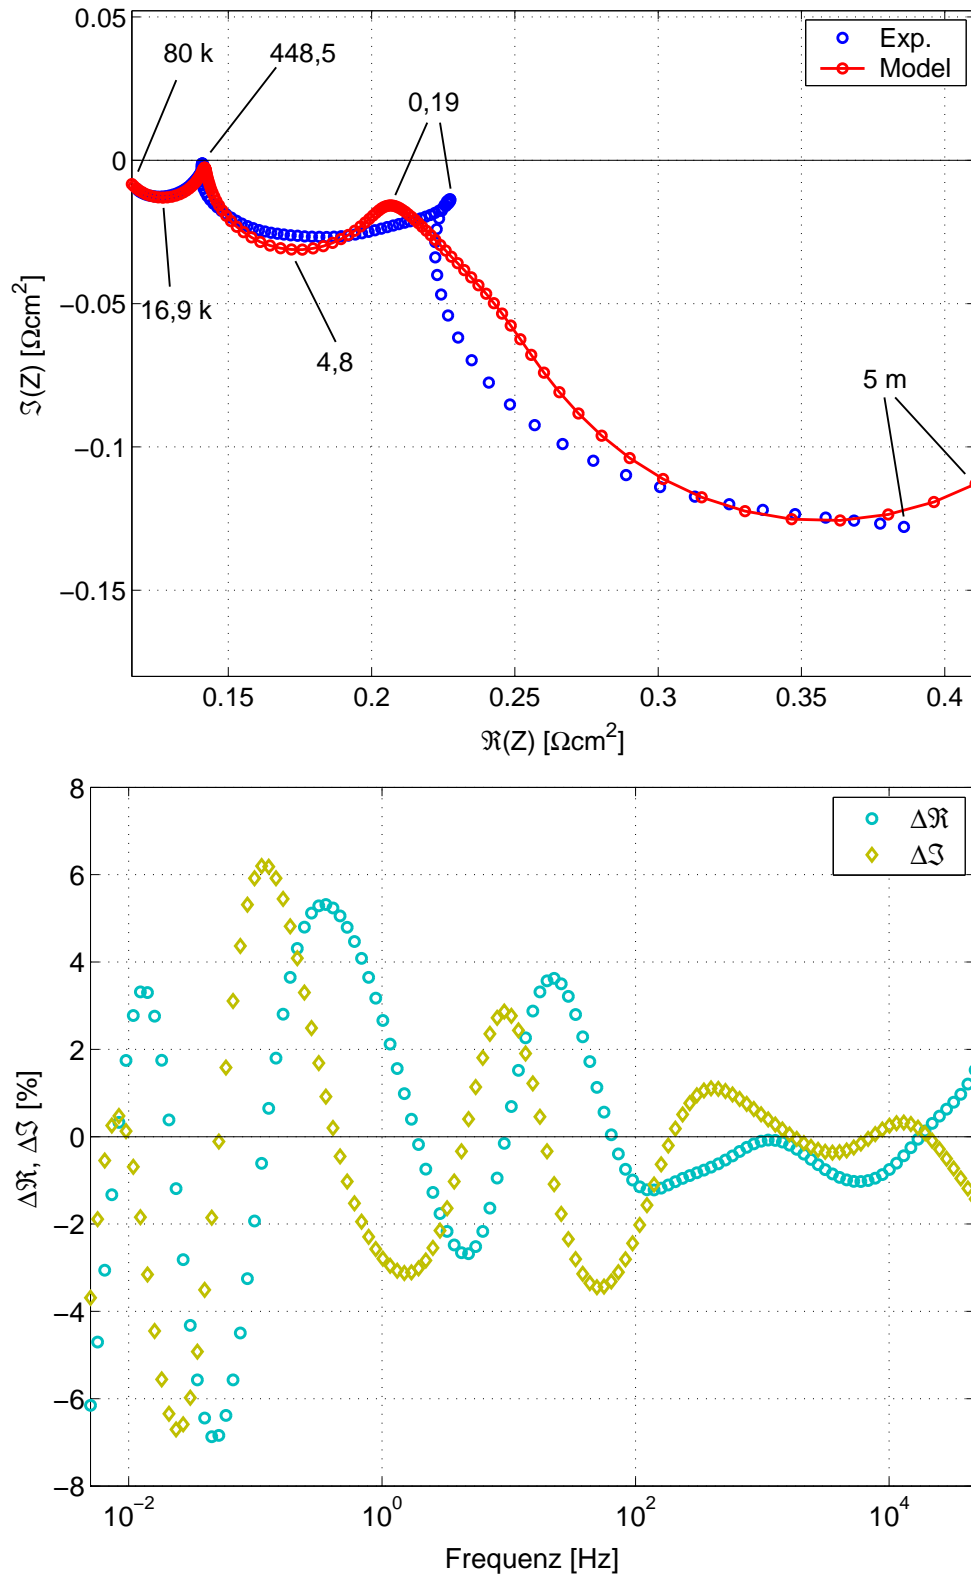 0.05
0
−0.05
−0.1
−0.15
ℑ(Z) [Ωcm²]
80 k
448,5
0,19
16,9 k
4,8
5 m
Exp.
Model
0.15 0.2 0.25 0.3 0.35 0.4
ℜ(Z) [Ωcm²]
8
6
4
2
0
−2
−4
−6
−8
Δℜ, Δℑ [%]
Δℜ
Δℑ
10⁻² 10⁰ 10² 10⁴
Frequenz [Hz]